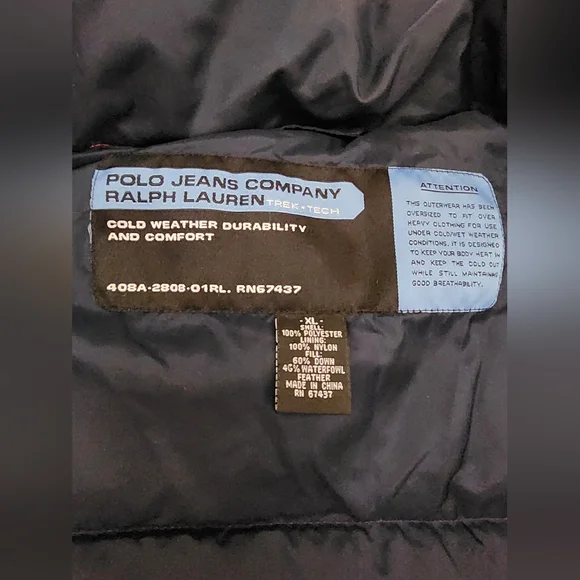 POLO JEANS COMPANY
RALPH LAUREN TREK•TECH
COLD WEATHER DURABILITY
AND COMFORT
408A-2808-01RL. RN67437
ATTENTION
THIS OUTERWEAR HAS BEEN
OVERSIZED TO FIT OVER
HEAVY CLOTHING FOR USE
UNDER COLD/WET WEATHER
CONDITIONS. IT IS DESIGNED
TO KEEP YOUR BODY HEAT IN
AND KEEP THE COLD OUT
WHILE STILL MAINTAINING
GOOD BREATHABILITY.
- XL -
SHELL:
100% POLYESTER
LINING:
100% NYLON
FILL:
60% DOWN
40% WATERFOWL
FEATHER
MADE IN CHINA
RN 67437